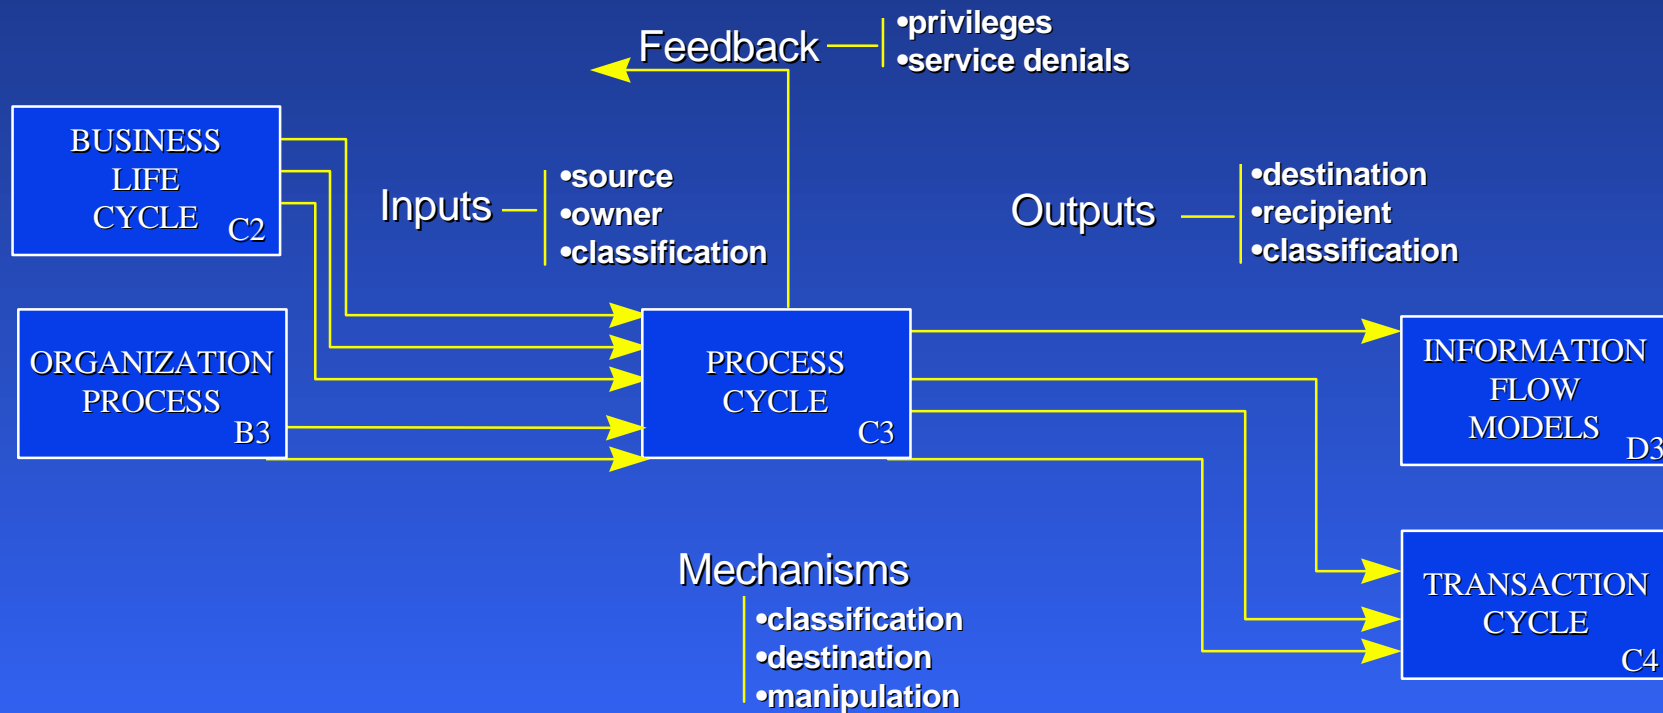 Feedback
•privileges
•service denials
BUSINESS
LIFE
CYCLE
C2
Inputs
•source
•owner
•classification
Outputs
•destination
•recipient
•classification
ORGANIZATION
PROCESS
B3
PROCESS
CYCLE
C3
INFORMATION
FLOW
MODELS
D3
Mechanisms
•classification
•destination
•manipulation
TRANSACTION
CYCLE
C4